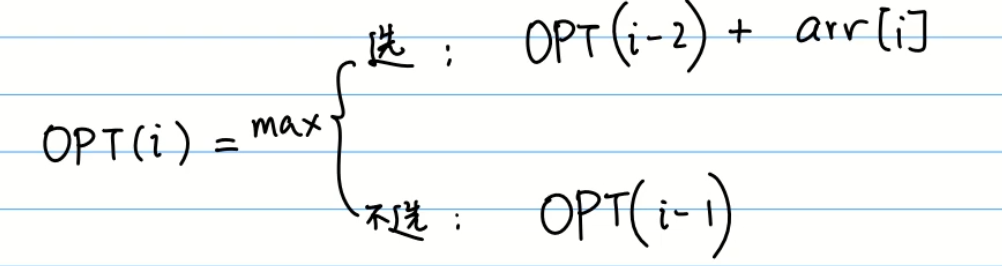 选： OPT(i-2) + arr[i]
OPT(i) = max{
不选： OPT(i-1)